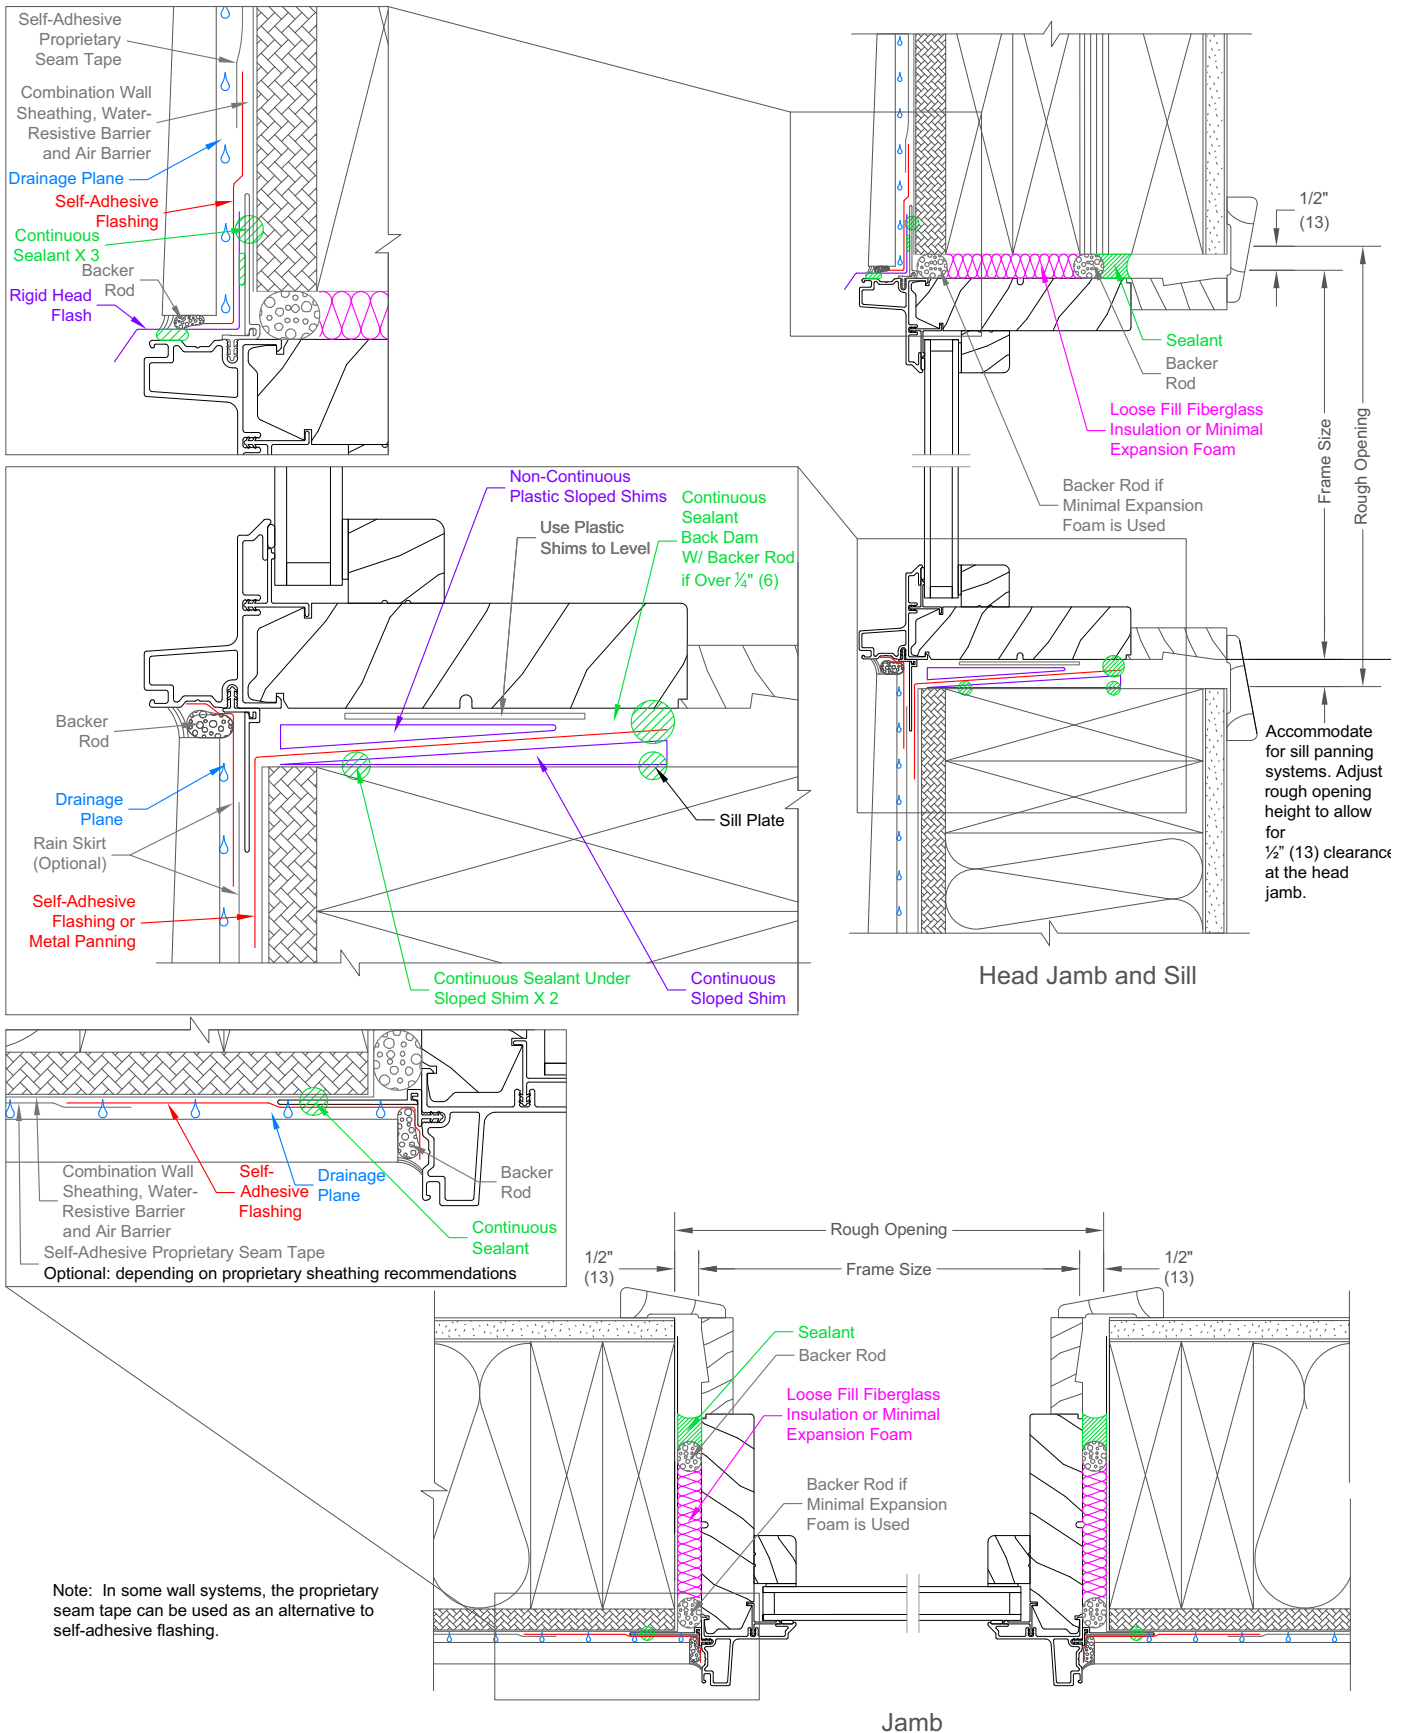 Self-Adhesive
Proprietary
Seam Tape
Combination Wall
Sheathing, Water-
Resistive Barrier
and Air Barrier
Drainage Plane
Self-Adhesive
Flashing
Continuous
Sealant X 3
Backer
Rod
Rigid Head
Flash
1/2"
(13)
Sealant
Backer
Rod
Loose Fill Fiberglass
Insulation or Minimal
Expansion Foam
Backer Rod if
Minimal Expansion
Foam is Used
Frame Size
Rough Opening
Non-Continuous
Plastic Sloped Shims
Use Plastic
Shims to Level
Continuous
Sealant
Back Dam
W/ Backer Rod
if Over ¼" (6)
Backer
Rod
Drainage
Plane
Rain Skirt
(Optional)
Self-Adhesive
Flashing or
Metal Panning
Sill Plate
Continuous Sealant Under
Sloped Shim X 2
Continuous
Sloped Shim
Accommodate
for sill panning
systems. Adjust
rough opening
height to allow
for
½” (13) clearance
at the head
jamb.
Head Jamb and Sill
Combination Wall
Sheathing, Water-
Resistive Barrier
and Air Barrier
Self-
Adhesive
Flashing
Drainage
Plane
Backer
Rod
Continuous
Sealant
Self-Adhesive Proprietary Seam Tape
Optional: depending on proprietary sheathing recommendations
Rough Opening
1/2"
(13)
Frame Size
1/2"
(13)
Sealant
Backer Rod
Loose Fill Fiberglass
Insulation or Minimal
Expansion Foam
Backer Rod if
Minimal Expansion
Foam is Used
Note: In some wall systems, the proprietary
seam tape can be used as an alternative to
self-adhesive flashing.
Jamb